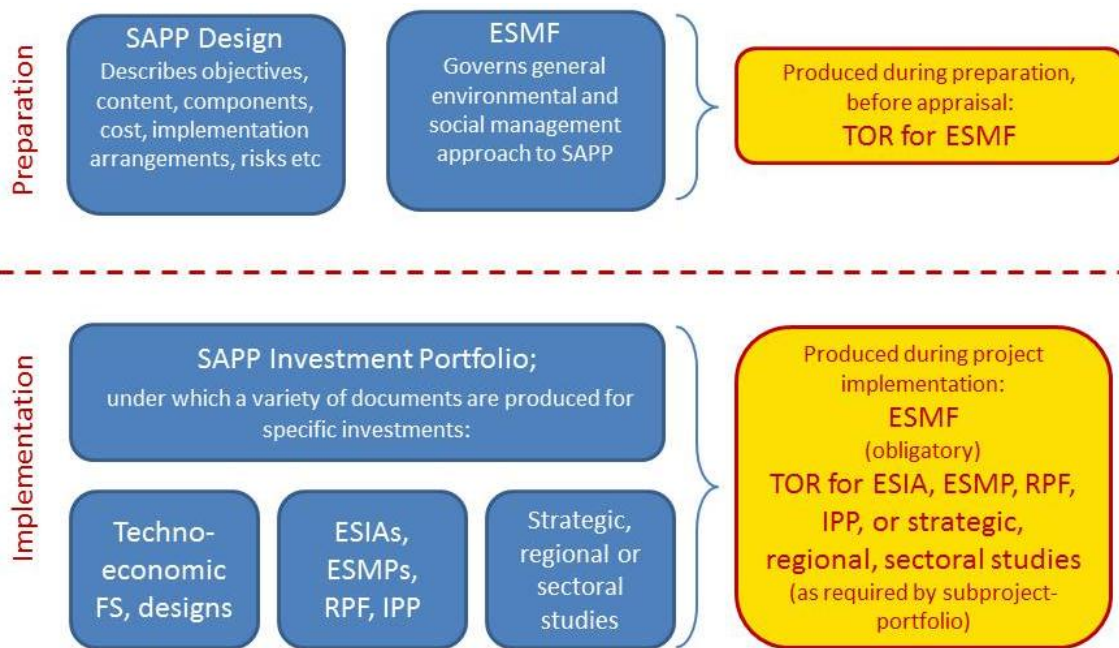 Preparation
SAPP Design
Describes objectives,
content, components,
cost, implementation
arrangements, risks etc
ESMF
Governs general
environmental and
social management
approach to SAPP
Produced during preparation,
before appraisal:
TOR for ESMF
Implementation
SAPP Investment Portfolio;
under which a variety of documents are produced for
specific investments:
Techno-
economic
FS, designs
ESIAs,
ESMPs,
RPF, IPP
Strategic,
regional or
sectoral
studies
Produced during project
implementation:
ESMF
(obligatory)
TOR for ESIA, ESMP, RPF,
IPP, or strategic,
regional, sectoral studies
(as required by subproject-
portfolio)